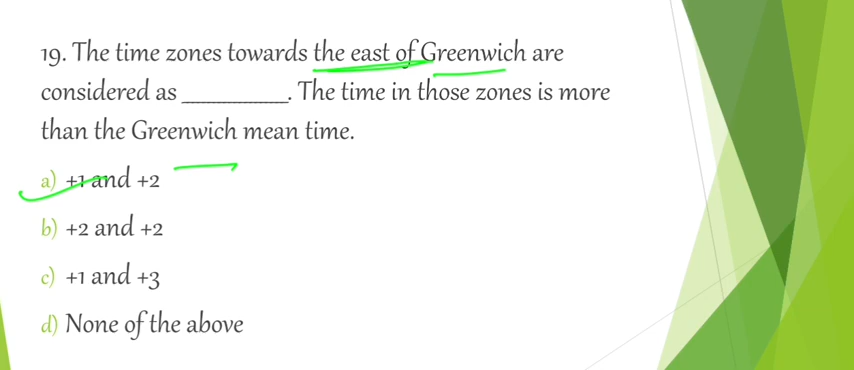 19. The time zones towards the east of Greenwich are
considered as ____________. The time in those zones is more
than the Greenwich mean time.
a) +1 and +2
b) +2 and +2
c) +1 and +3
d) None of the above